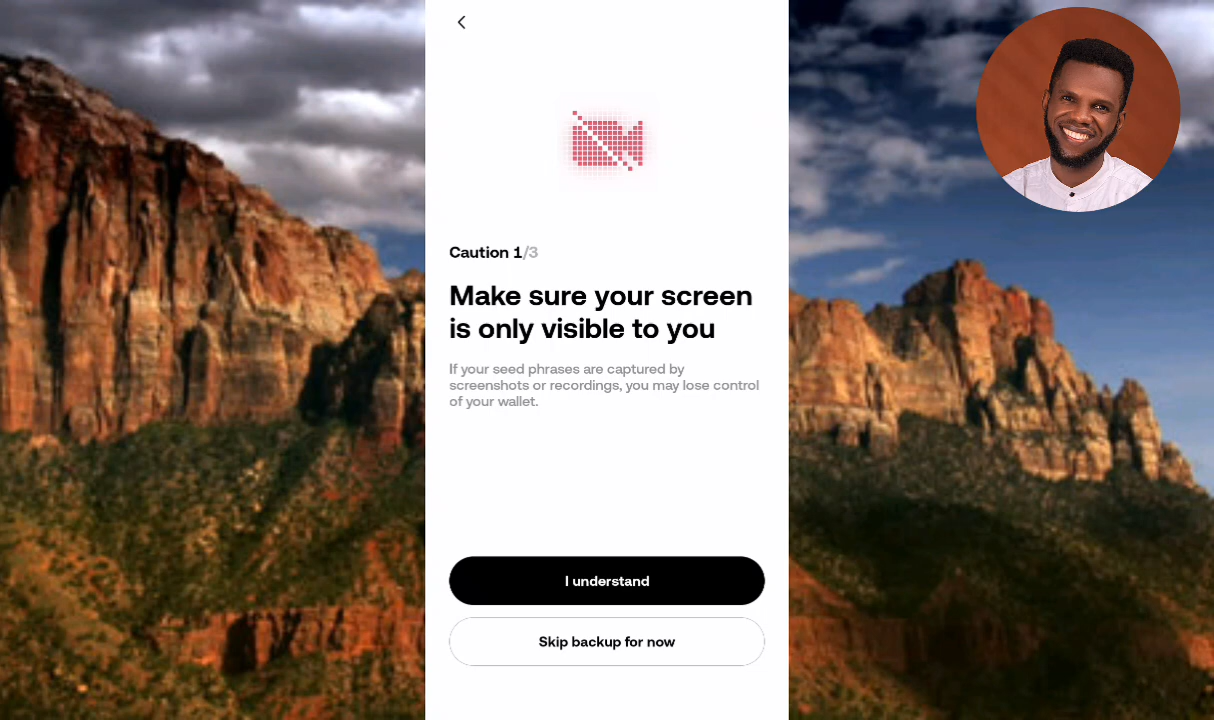 Caution 1/3
Make sure your screen
is only visible to you
If your seed phrases are captured by
screenshots or recordings, you may lose control
of your wallet.
I understand
Skip backup for now